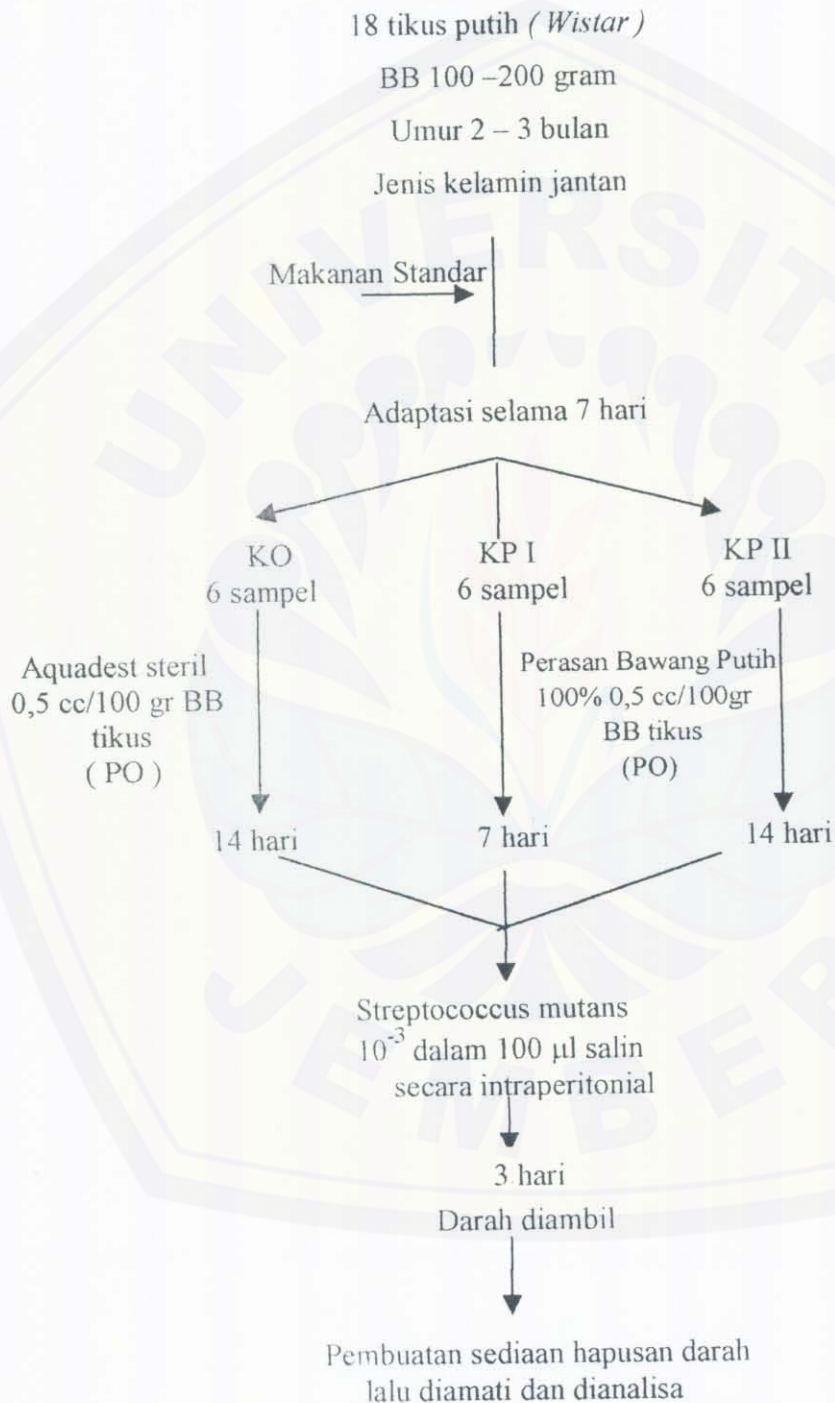 18 tikus putih ( Wistar )
BB 100 –200 gram
Umur 2 – 3 bulan
Jenis kelamin jantan
Makanan Standar
Adaptasi selama 7 hari
KO
6 sampel
KP I
6 sampel
KP II
6 sampel
Aquadest steril
0,5 cc/100 gr BB
tikus
( PO )
Perasan Bawang Putih
100% 0,5 cc/100gr
BB tikus
(PO)
14 hari
7 hari
14 hari
Streptococcus mutans
10⁻³ dalam 100 µl salin
secara intraperitonial
3 hari
Darah diambil
Pembuatan sediaan hapusan darah
lalu diamati dan dianalisa
UNIVERSITA
JEMBER